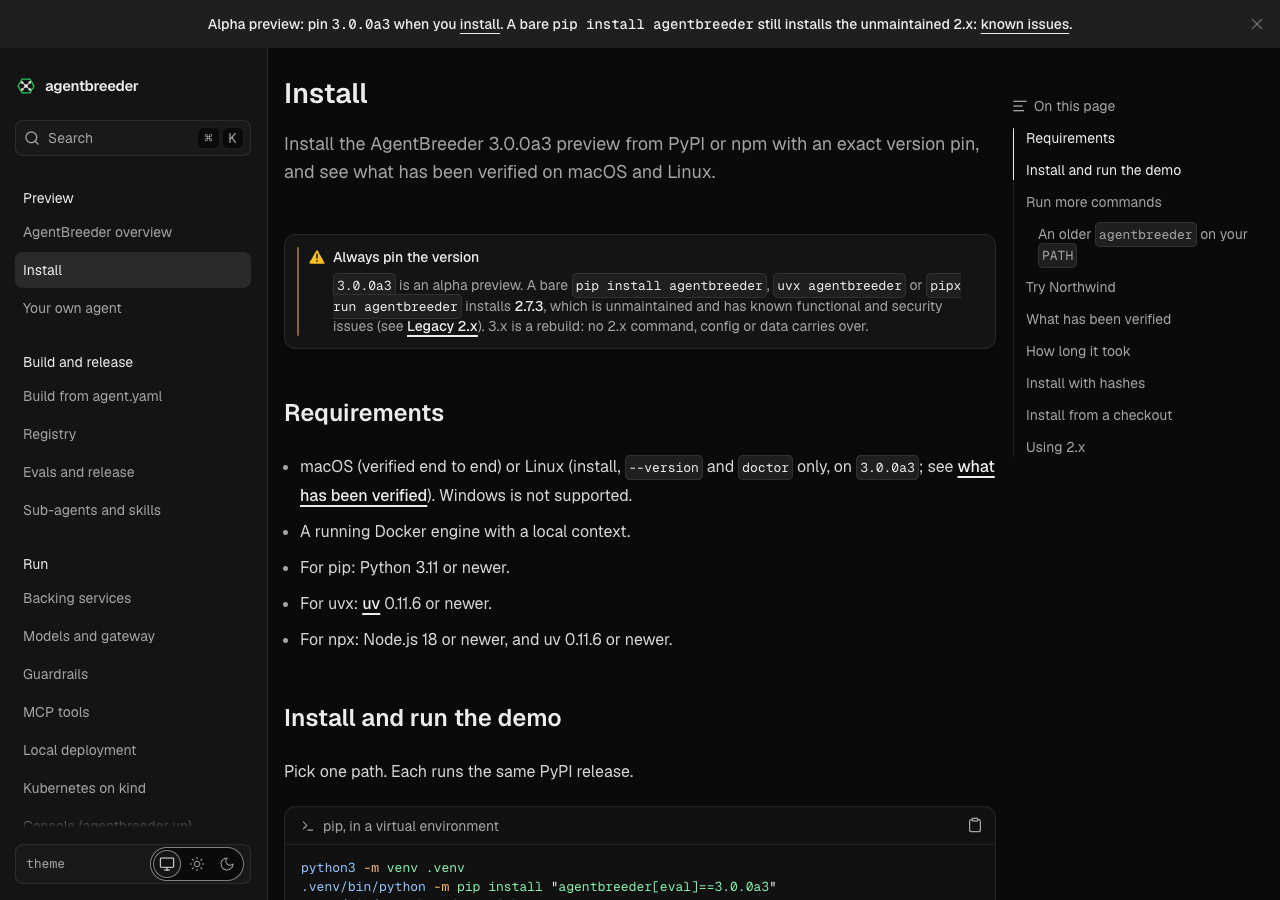 Alpha preview: pin 3.0.0a3 when you install. A bare pip install agentbreeder still installs the unmaintained 2.x: known issues.
agentbreeder
Search ⌘ K
Preview
AgentBreeder overview
Install
Your own agent
Build and release
Build from agent.yaml
Registry
Evals and release
Sub-agents and skills
Run
Backing services
Models and gateway
Guardrails
MCP tools
Local deployment
Kubernetes on kind
Console (agentbreeder up)
theme
Install
Install the AgentBreeder 3.0.0a3 preview from PyPI or npm with an exact version pin,
and see what has been verified on macOS and Linux.
Always pin the version
3.0.0a3 is an alpha preview. A bare pip install agentbreeder, uvx agentbreeder or pipx
run agentbreeder installs 2.7.3, which is unmaintained and has known functional and security
issues (see Legacy 2.x). 3.x is a rebuild: no 2.x command, config or data carries over.
Requirements
• macOS (verified end to end) or Linux (install, --version and doctor only, on 3.0.0a3; see what
has been verified). Windows is not supported.
• A running Docker engine with a local context.
• For pip: Python 3.11 or newer.
• For uvx: uv 0.11.6 or newer.
• For npx: Node.js 18 or newer, and uv 0.11.6 or newer.
Install and run the demo
Pick one path. Each runs the same PyPI release.
pip, in a virtual environment
python3 -m venv .venv
.venv/bin/python -m pip install "agentbreeder[eval]==3.0.0a3"
On this page
Requirements
Install and run the demo
Run more commands
An older agentbreeder on your
PATH
Try Northwind
What has been verified
How long it took
Install with hashes
Install from a checkout
Using 2.x